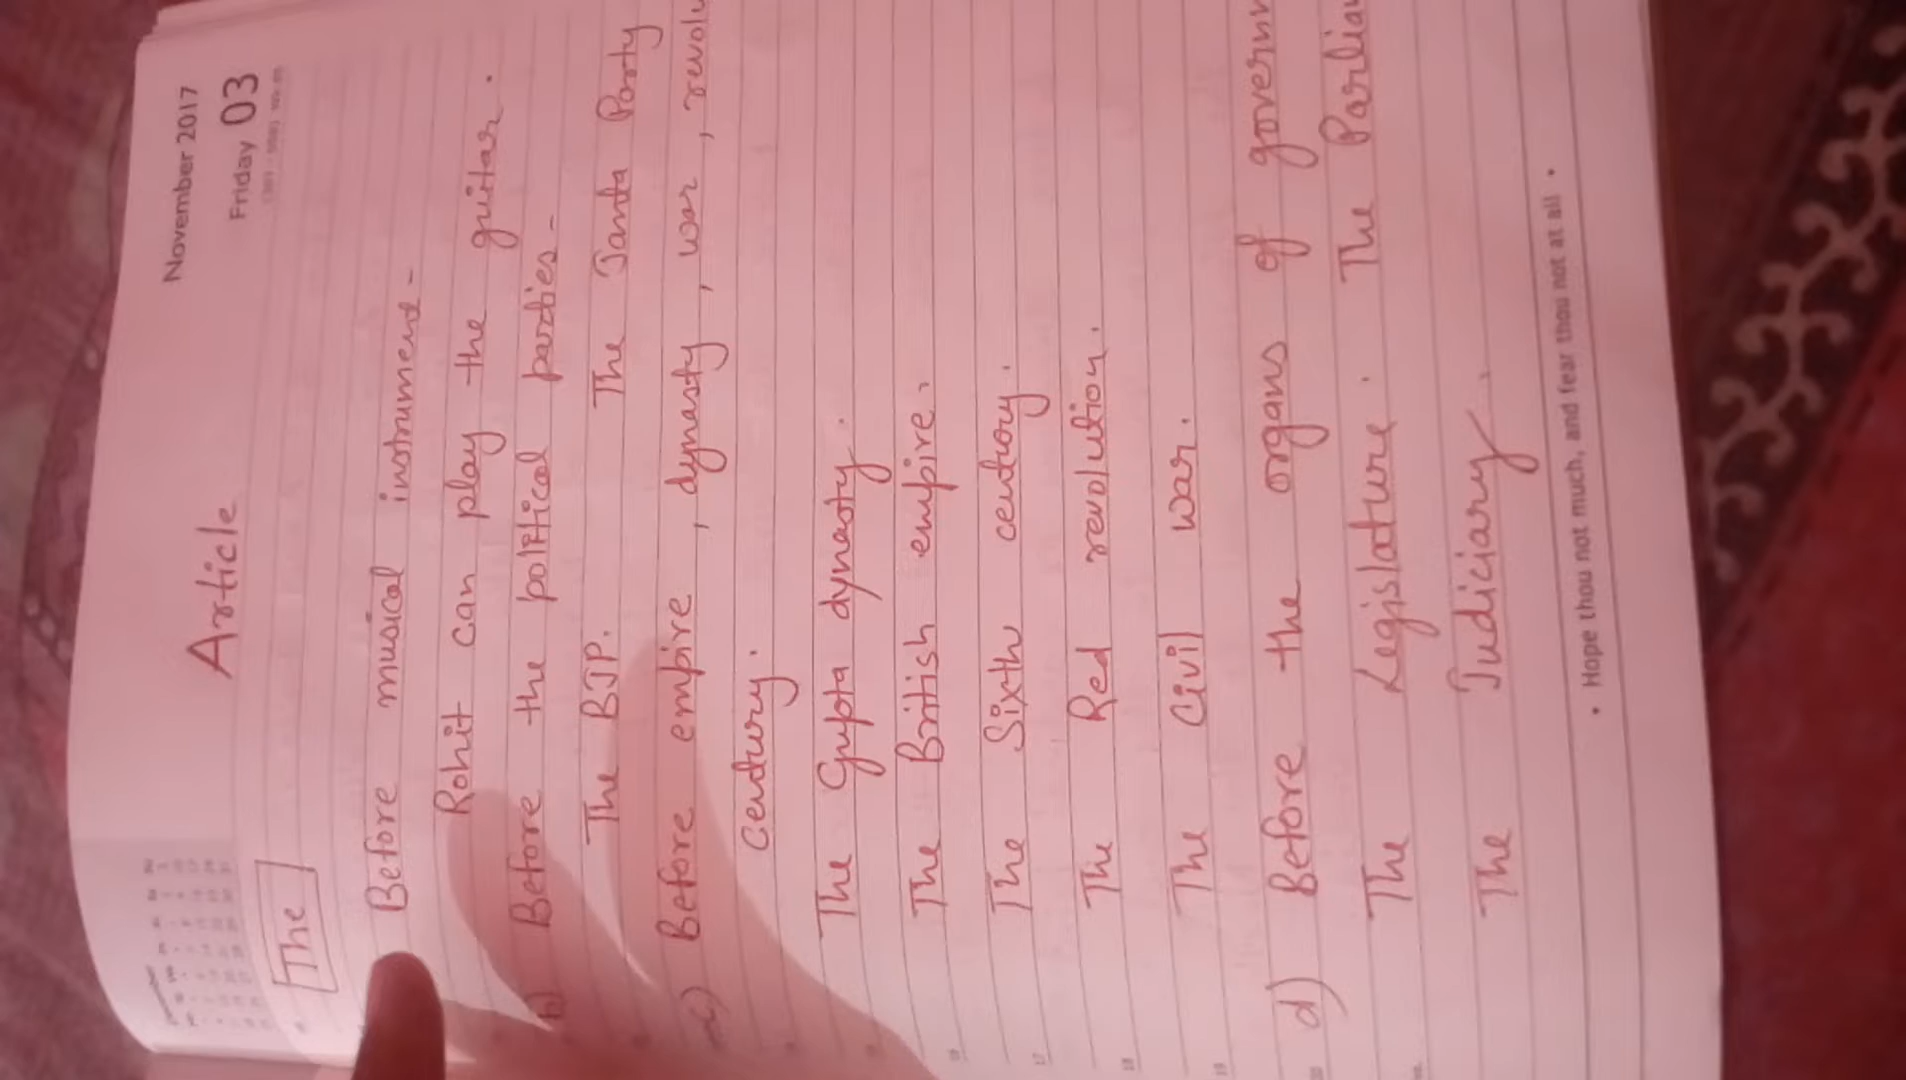 November 2017
Friday 03
Article
The
Before musical instrument -
Rohit can play the guitar.
b) Before the political parties -
The BJP. The Janta Party
c) Before empire, dynasty, war,
century.
The Gupta dynasty.
The British empire.
The Sixth century.
The Red revolution.
The Civil war.
d) Before the organs of
The Legislature. The
The Judiciary.
• Hope thou not much, and fear thou not at all •